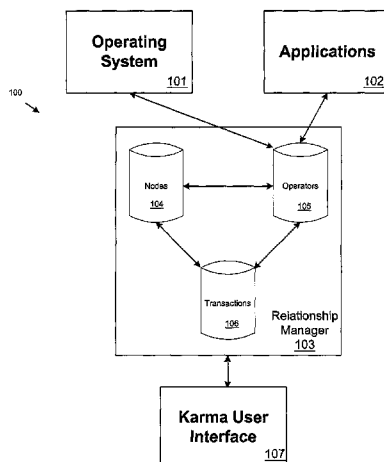 Operating
System
101
Applications
102
100
Nodes
104
Operators
105
Transactions
106
Relationship
Manager
103
Karma User
Interface
107